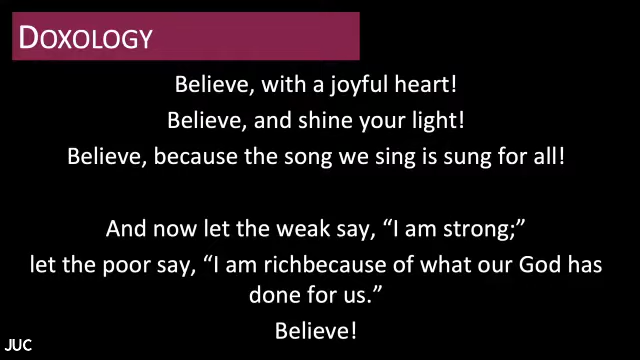 DOXOLOGY
Believe, with a joyful heart!
Believe, and shine your light!
Believe, because the song we sing is sung for all!
And now let the weak say, “I am strong;”
let the poor say, “I am richbecause of what our God has
done for us.”
Believe!
JUC